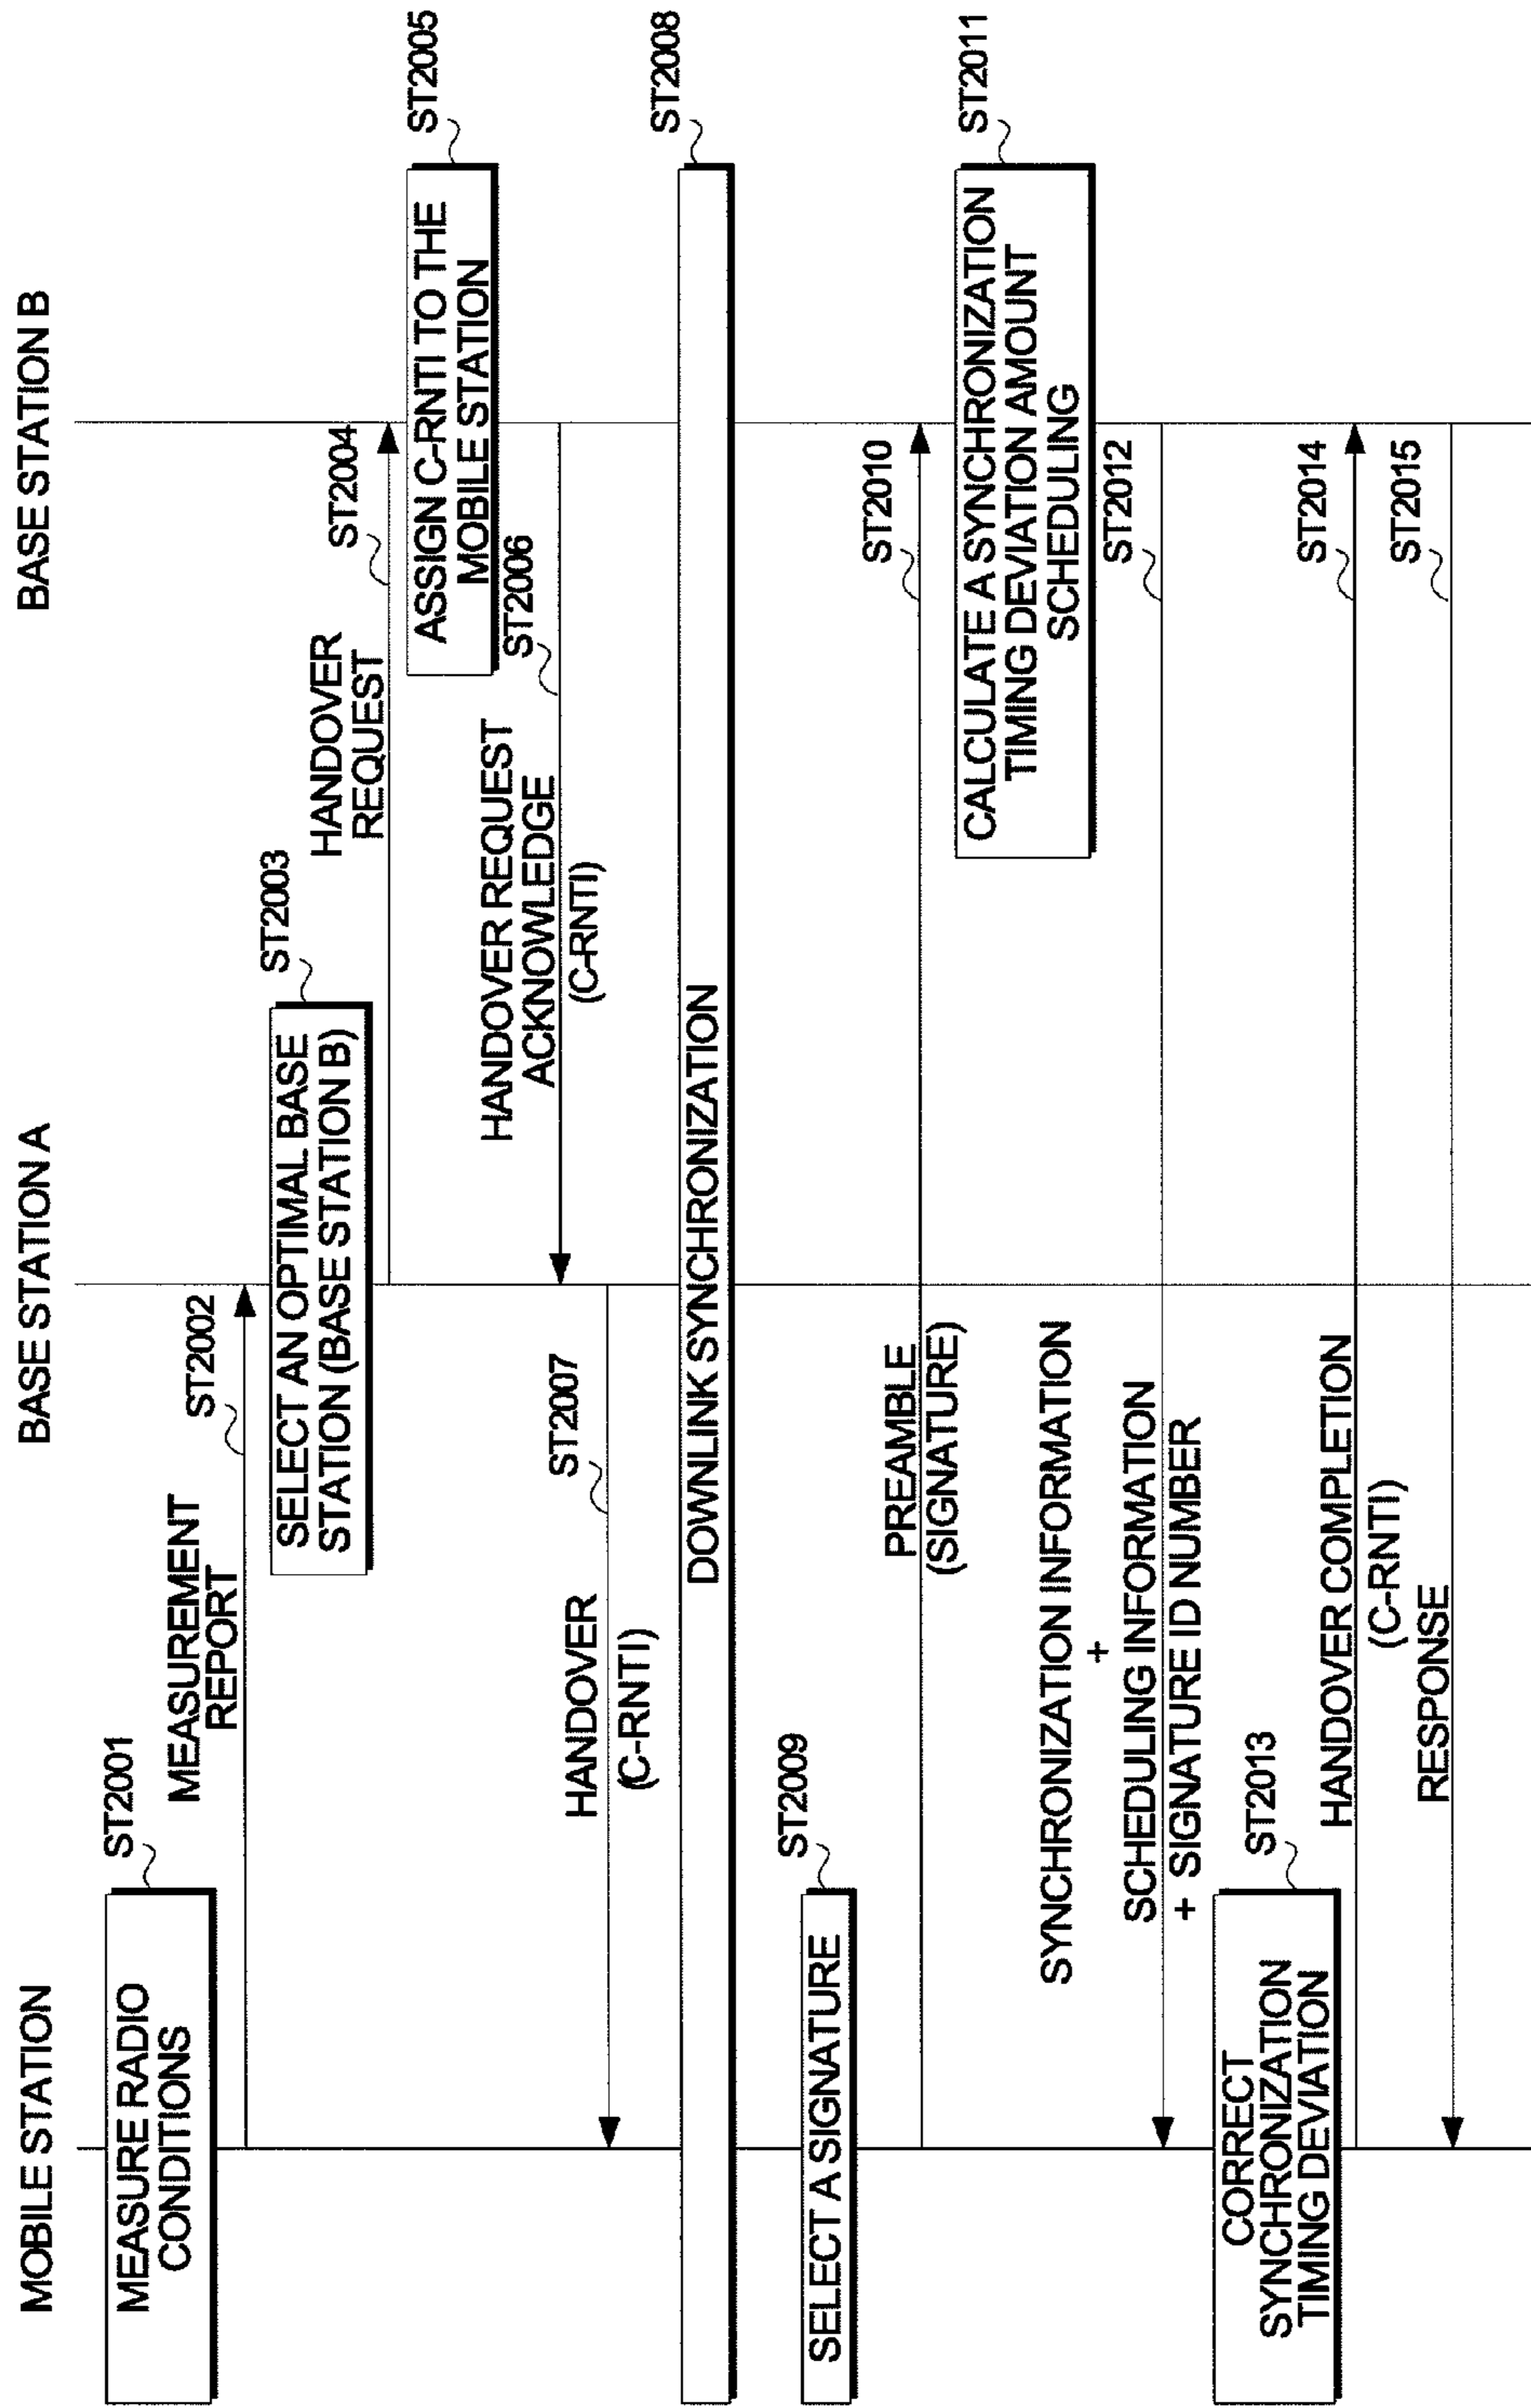 MOBILE STATION
BASE STATION A
BASE STATION B
MEASURE RADIO
CONDITIONS
ST2001
MEASUREMENT
REPORT
ST2002
SELECT AN OPTIMAL BASE
STATION (BASE STATION B)
ST2003
HANDOVER
REQUEST
ST2004
ASSIGN C-RNTI TO THE
MOBILE STATION
ST2005
HANDOVER REQUEST
ACKNOWLEDGE
(C-RNTI)
ST2006
HANDOVER
(C-RNTI)
ST2007
DOWNLINK SYNCHRONIZATION
ST2008
SELECT A SIGNATURE
ST2009
PREAMBLE
(SIGNATURE)
ST2010
CALCULATE A SYNCHRONIZATION
TIMING DEVIATION AMOUNT
SCHEDULING
ST2011
SYNCHRONIZATION INFORMATION
+
SCHEDULING INFORMATION
+ SIGNATURE ID NUMBER
ST2012
CORRECT
SYNCHRONIZATION
TIMING DEVIATION
ST2013
HANDOVER COMPLETION
(C-RNTI)
ST2014
RESPONSE
ST2015